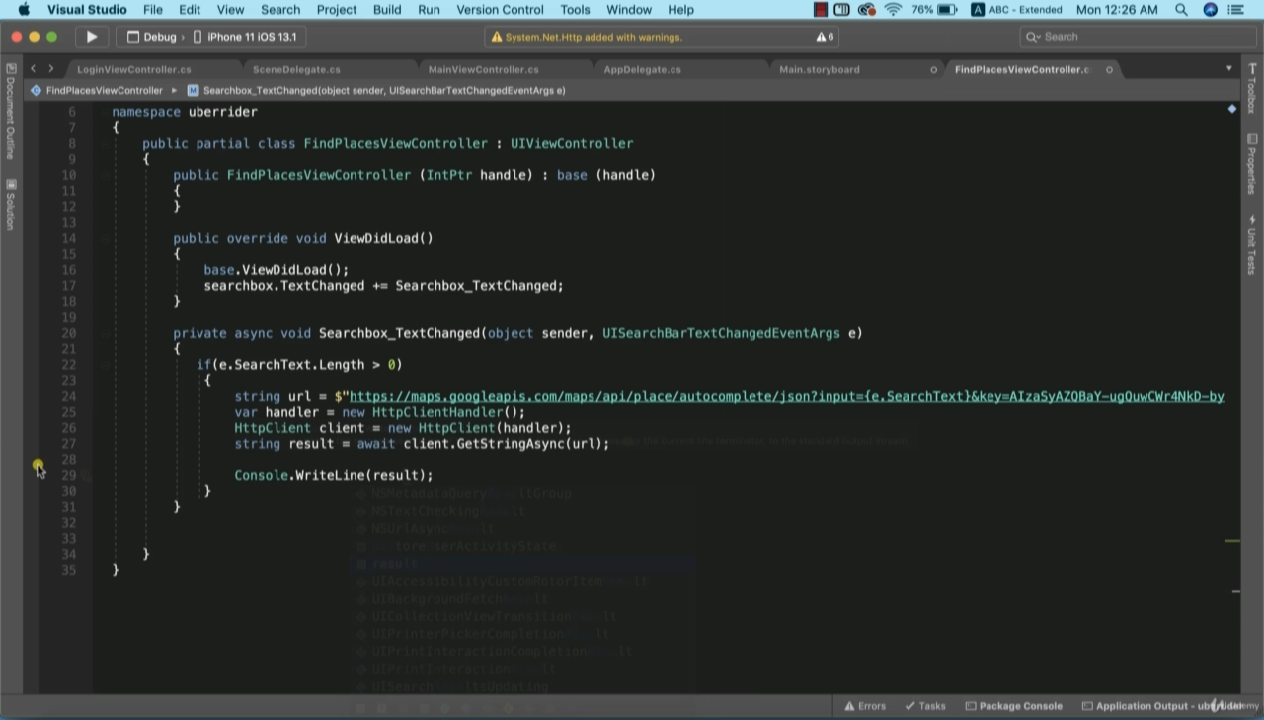 Visual Studio File Edit View Search Project Build Run Version Control Tools Window Help 76% A ABC - Extended Mon 12:26 AM
Debug › iPhone 11 iOS 13.1 System.Net.Http added with warnings. 6 Search
LoginViewController.cs SceneDelegate.cs MainViewController.cs AppDelegate.cs Main.storyboard FindPlacesViewController.c
FindPlacesViewController ▸ M Searchbox_TextChanged(object sender, UISearchBarTextChangedEventArgs e)
6 namespace uberrider
7 {
8 public partial class FindPlacesViewController : UIViewController
9 {
10 public FindPlacesViewController (IntPtr handle) : base (handle)
11 {
12 }
13
14 public override void ViewDidLoad()
15 {
16 base.ViewDidLoad();
17 searchbox.TextChanged += Searchbox_TextChanged;
18 }
19
20 private async void Searchbox_TextChanged(object sender, UISearchBarTextChangedEventArgs e)
21 {
22 if(e.SearchText.Length > 0)
23 {
24 string url = $"https://maps.googleapis.com/maps/api/place/autocomplete/json?input={e.SearchText}&key=AIzaSyAZQBaY-ugQuwCWr4NkD-by
25 var handler = new HttpClientHandler();
26 HttpClient client = new HttpClient(handler);
27 string result = await client.GetStringAsync(url);
28
29 Console.WriteLine(result);
30 }
31 }
32
33
34 }
35 }
result
Document Outline
Solution
Toolbox
Properties
Unit Tests
Errors Tasks Package Console Application Output - ub